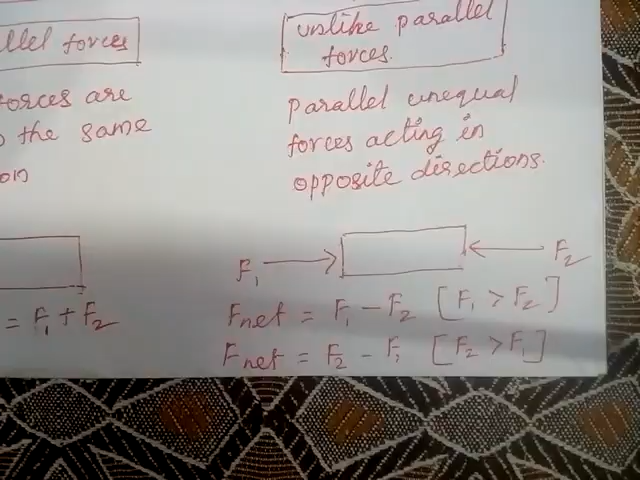 llel forces
forces are
the same
on
= F₁ + F₂
unlike parallel
forces.
parallel unequal
forces acting in
opposite directions.
F₁ → ← F₂
Fnet = F₁ - F₂ [F₁ > F₂]
Fnet = F₂ - F₁ [F₂ > F₁]